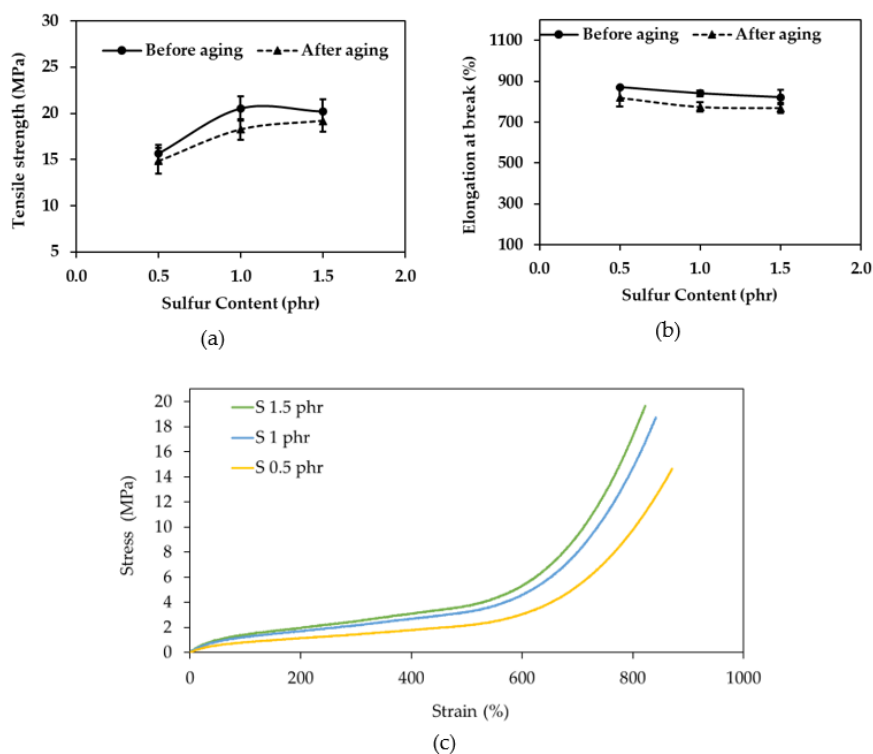 30
25
20
15
10
5
Tensile strength (MPa)
Before aging
After aging
0.0
0.5
1.0
1.5
2.0
Sulfur Content (phr)
(a)
1100
900
700
500
300
100
Elongation at break (%)
Before aging
After aging
0.0
0.5
1.0
1.5
2.0
Sulfur Content (phr)
(b)
20
18
16
14
12
10
8
6
4
2
0
Stress (MPa)
S 1.5 phr
S 1 phr
S 0.5 phr
0
200
400
600
800
1000
Strain (%)
(c)